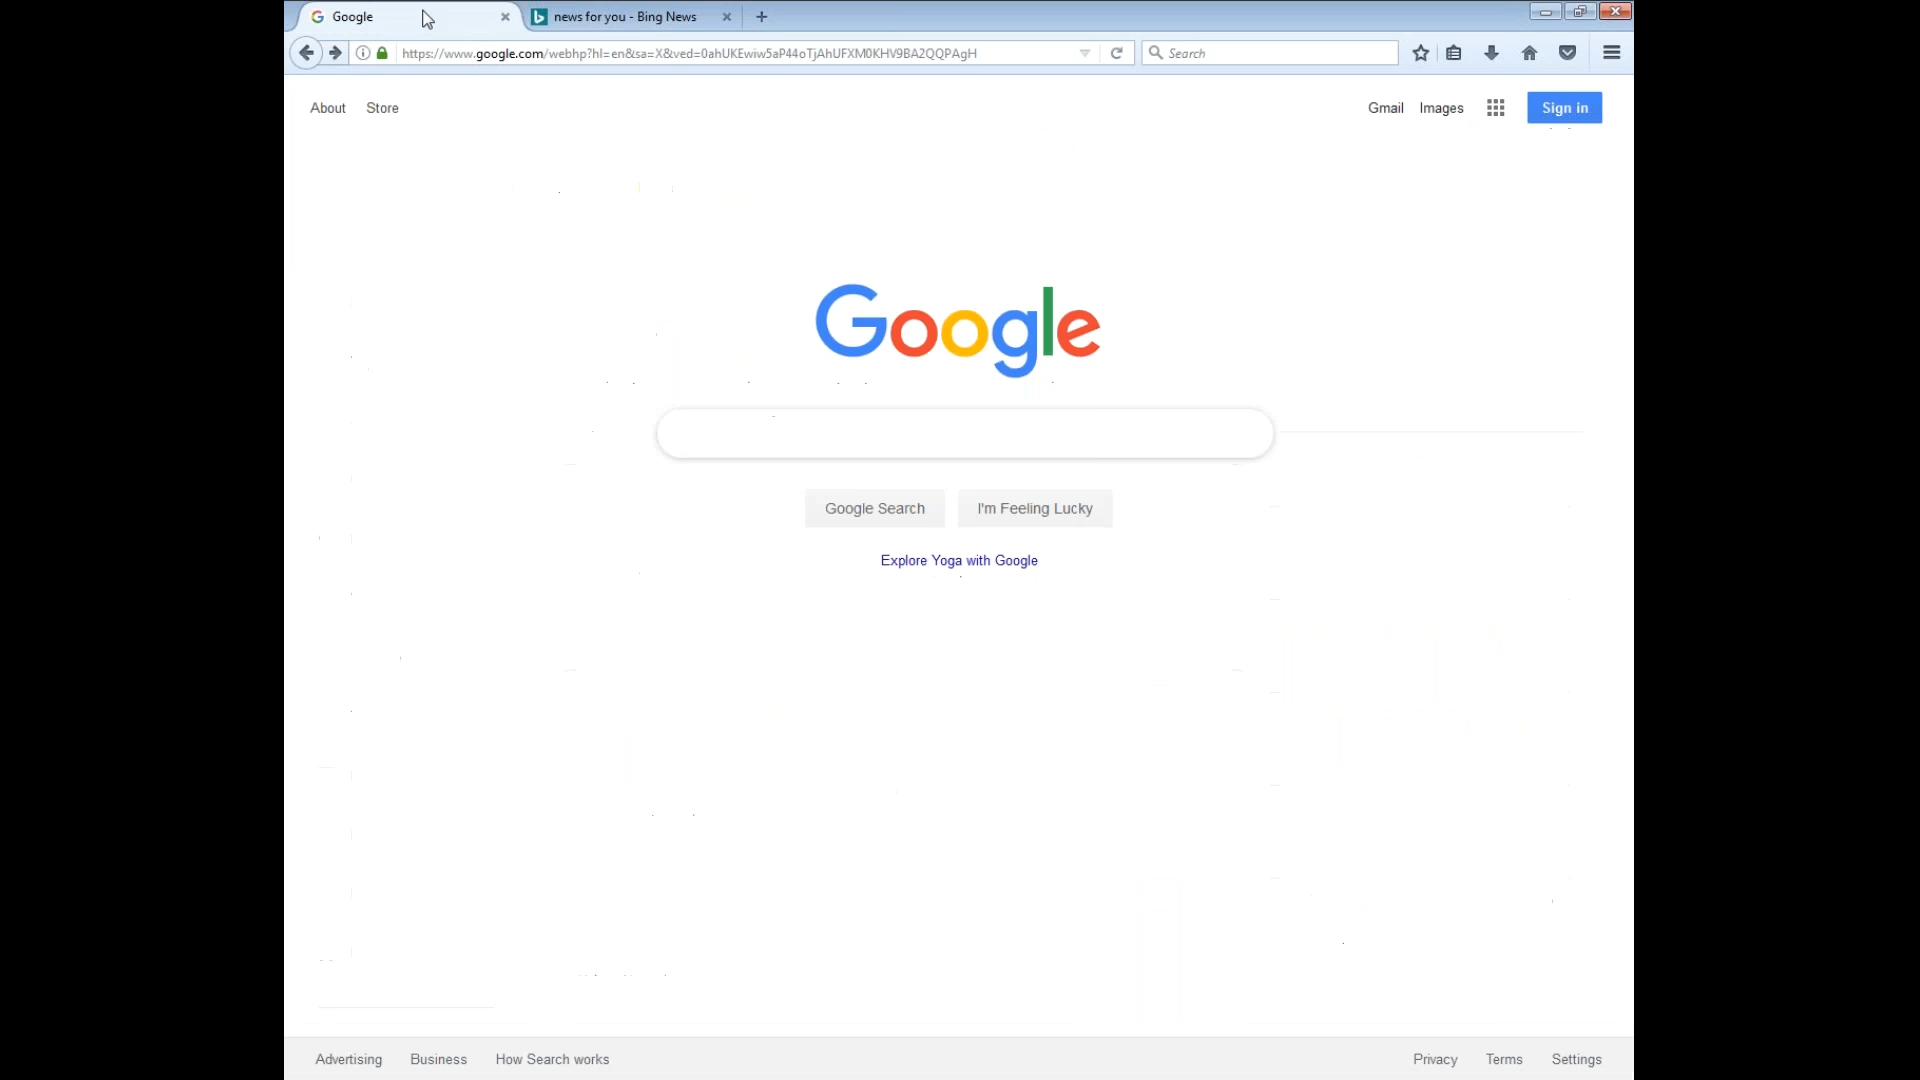 Google
news for you - Bing News
https://www.google.com/webhp?hl=en&sa=X&ved=0ahUKEwiw5aP44oTjAhUFXM0KHV9BA2QQPAgH
Search
About Store
Gmail Images Sign in
Google
Google Search I'm Feeling Lucky
Explore Yoga with Google
Advertising Business How Search works
Privacy Terms Settings